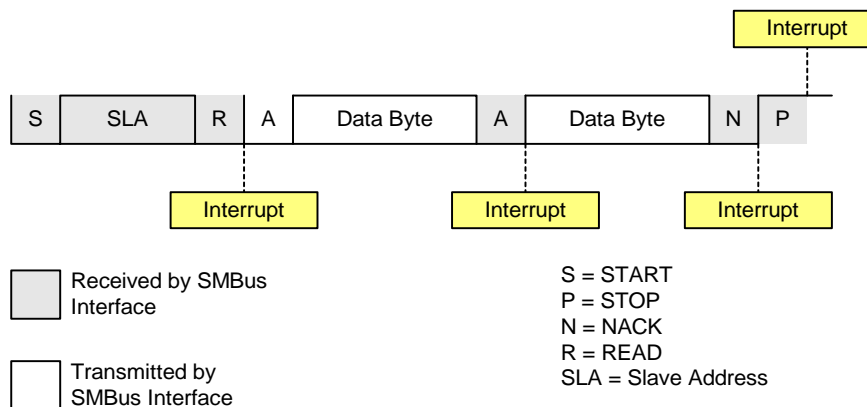 Interrupt
S SLA R A Data Byte A Data Byte N P
Interrupt Interrupt Interrupt
Received by SMBus
Interface
Transmitted by
SMBus Interface
S = START
P = STOP
N = NACK
R = READ
SLA = Slave Address